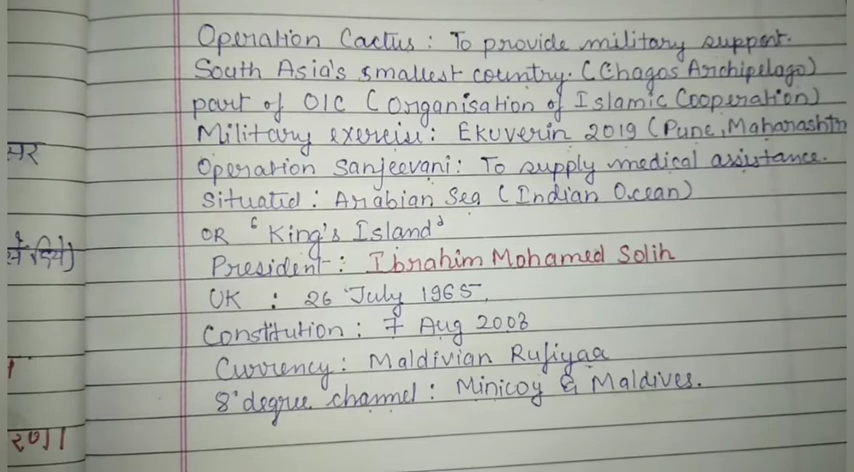 Operation Cactus : To provide military support.
South Asia's smallest country. (Chagos Archipelago)
part of OIC (Organisation of Islamic Cooperation)
Military exercise : EKUVERIN 2019 (Pune, Maharashtra
Operation Sanjeevani : To supply medical assistance.
Situated : Arabian Sea (Indian Ocean)
OR 'King's Island'
President : Ibrahim Mohamed Solih
UK : 26 July 1965.
Constitution : 7 Aug 2008
Currency : Maldivian Rufiyaa
8° degree channel : Minicoy & Maldives.